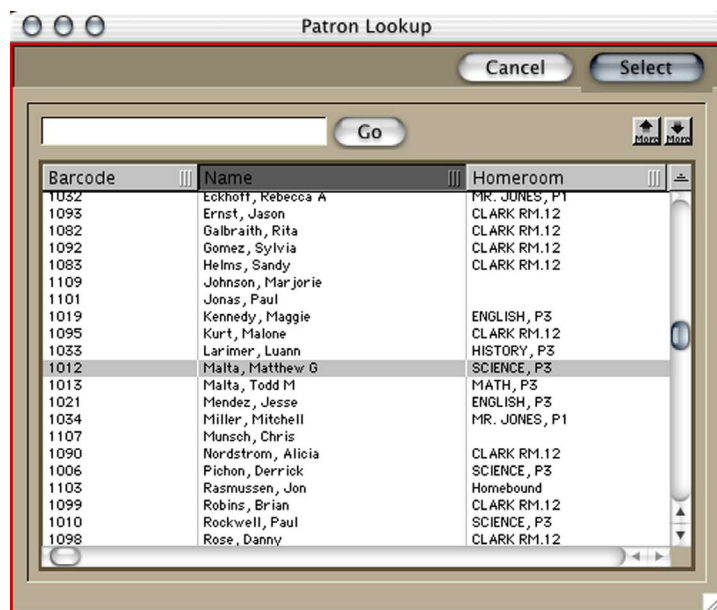 Patron Lookup
Cancel Select
Go More More
Barcode Name Homeroom
1032 Eckhoff, Rebecca A MR. JONES, P1
1093 Ernst, Jason CLARK RM.12
1082 Galbraith, Rita CLARK RM.12
1092 Gomez, Sylvia CLARK RM.12
1083 Helms, Sandy CLARK RM.12
1109 Johnson, Marjorie
1101 Jonas, Paul
1019 Kennedy, Maggie ENGLISH, P3
1095 Kurt, Malone CLARK RM.12
1033 Larimer, Luann HISTORY, P3
1012 Malta, Matthew G SCIENCE, P3
1013 Malta, Todd M MATH, P3
1021 Mendez, Jesse ENGLISH, P3
1034 Miller, Mitchell MR. JONES, P1
1107 Munsch, Chris
1090 Nordstrom, Alicia CLARK RM.12
1006 Pichon, Derrick SCIENCE, P3
1103 Rasmussen, Jon Homebound
1099 Robins, Brian CLARK RM.12
1010 Rockwell, Paul SCIENCE, P3
1098 Rose, Danny CLARK RM.12